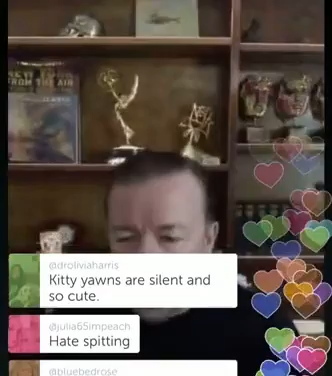 @droliviaharris
Kitty yawns are silent and
so cute.
@julia65impeach
Hate spitting
@bluebedrose